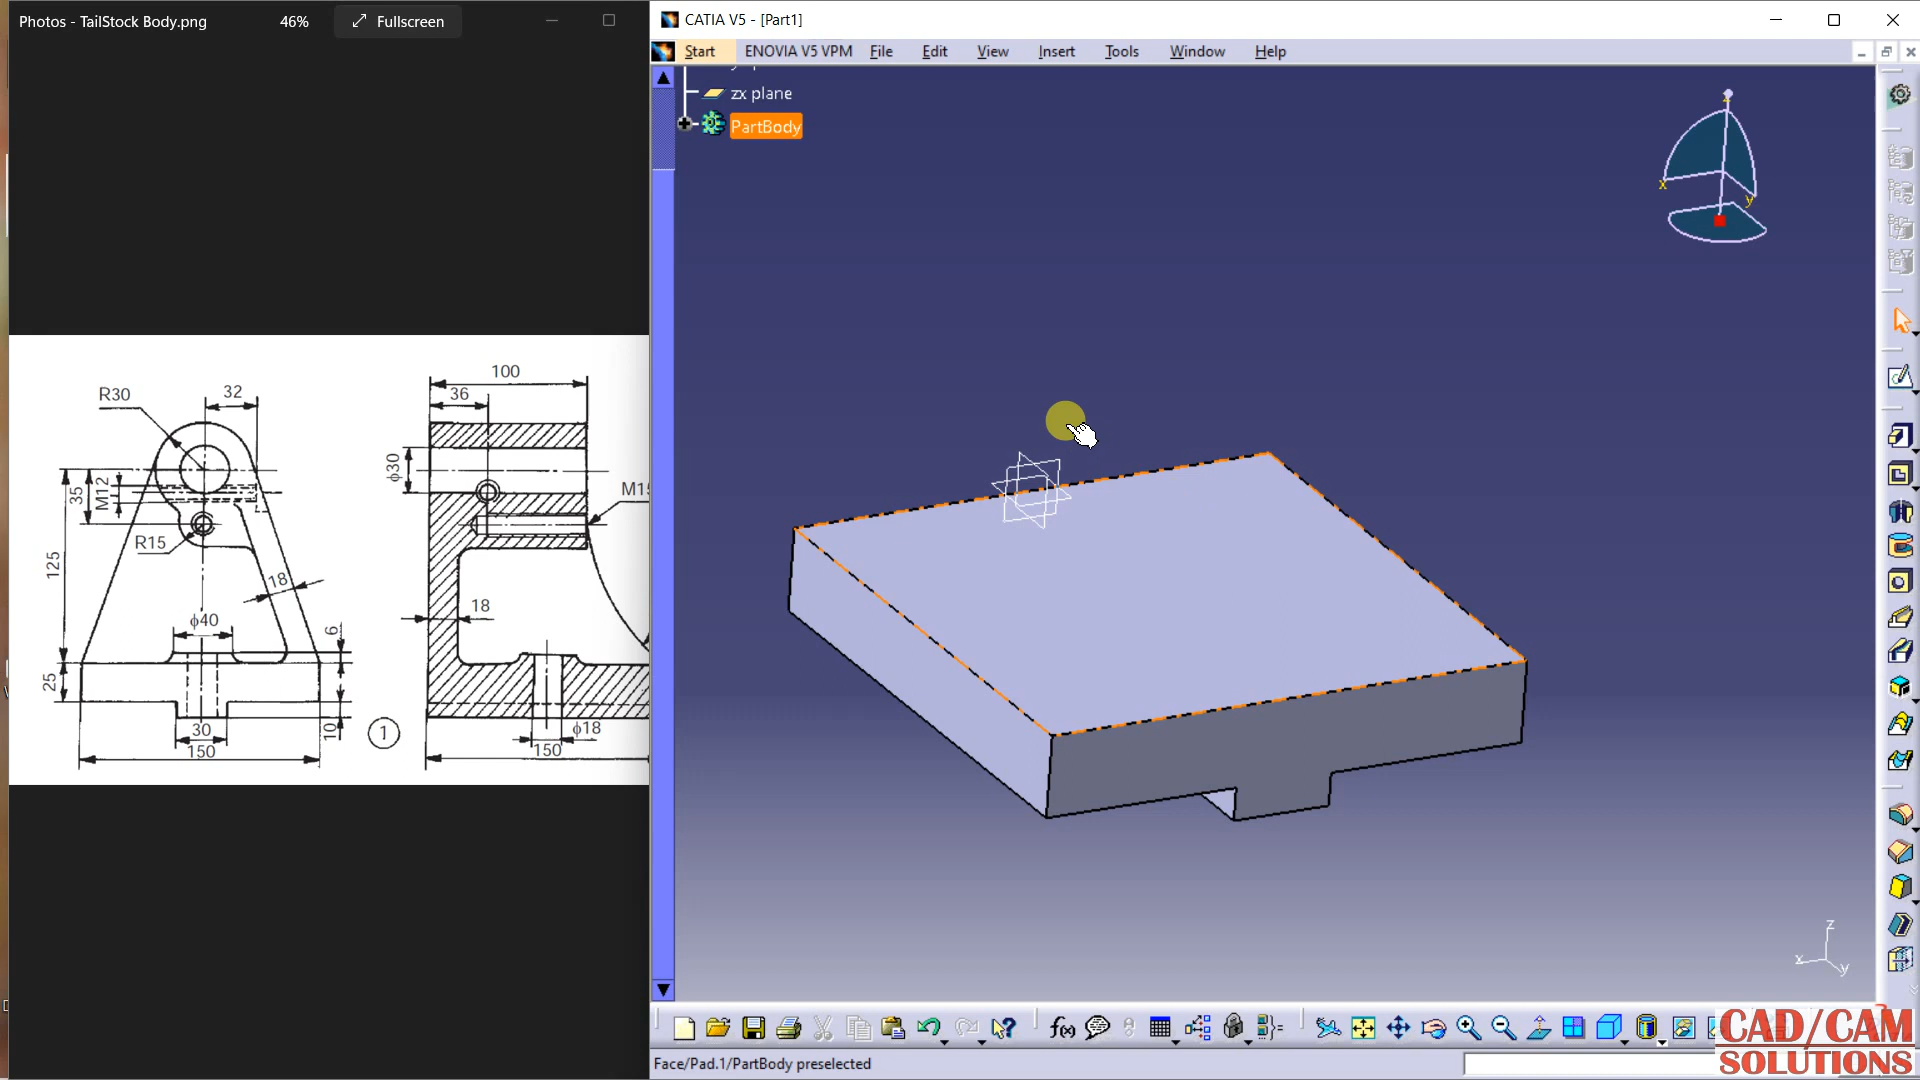 Photos - TailStock Body.png
46%
Fullscreen
CATIA V5 - [Part1]
Start
ENOVIA V5 VPM
File
Edit
View
Insert
Tools
Window
Help
zx plane
PartBody
z
x
y
R30
32
100
36
35
M12
φ30
R15
125
18
18
φ40
6
25
10
30
150
1
φ18
150
z
x
y
f(x)
Face/Pad.1/PartBody preselected
CAD/CAM
SOLUTIONS